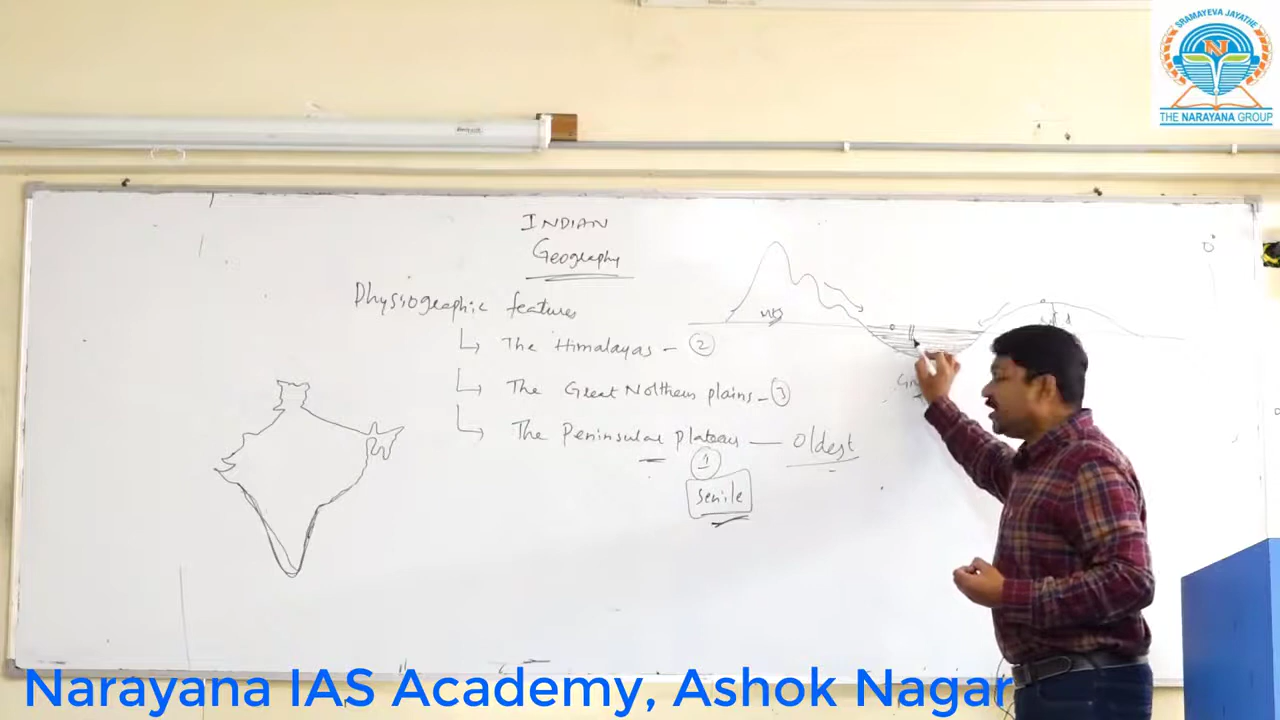 SRAMAYEVA JAYATHE
N
THE NARAYANA GROUP
INDIAN
Geography
Physiographic features
The Himalayas - 2
The Great Northern plains - 3
The Peninsular plateau — Oldest
1
Senile
0°
Narayana IAS Academy, Ashok Nagar